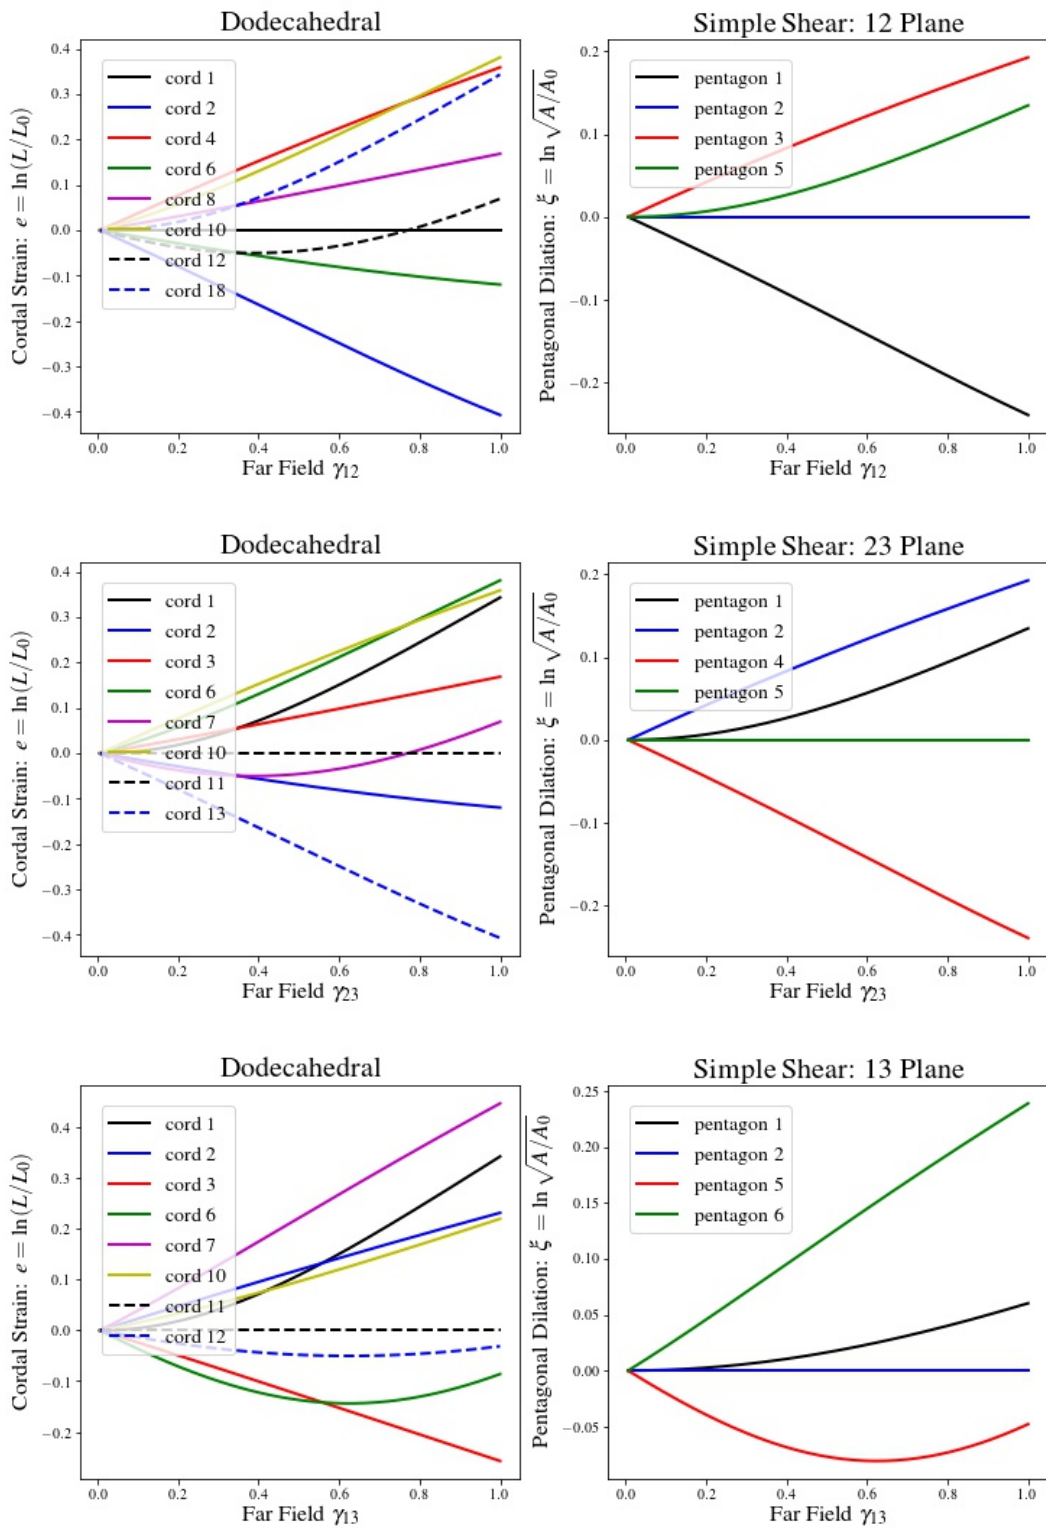 Dodecahedral
Cordal Strain: e = ln(L/L₀)
0.4
0.3
0.2
0.1
0.0
−0.1
−0.2
−0.3
−0.4
cord 1
cord 2
cord 4
cord 6
cord 8
cord 10
cord 12
cord 18
0.0 0.2 0.4 0.6 0.8 1.0
Far Field γ₁₂
Simple Shear: 12 Plane
Pentagonal Dilation: ξ = ln √A/A₀
0.2
0.1
0.0
−0.1
−0.2
pentagon 1
pentagon 2
pentagon 3
pentagon 5
0.0 0.2 0.4 0.6 0.8 1.0
Far Field γ₁₂
Dodecahedral
Cordal Strain: e = ln(L/L₀)
0.4
0.3
0.2
0.1
0.0
−0.1
−0.2
−0.3
−0.4
cord 1
cord 2
cord 3
cord 6
cord 7
cord 10
cord 11
cord 13
0.0 0.2 0.4 0.6 0.8 1.0
Far Field γ₂₃
Simple Shear: 23 Plane
Pentagonal Dilation: ξ = ln √A/A₀
0.2
0.1
0.0
−0.1
−0.2
pentagon 1
pentagon 2
pentagon 4
pentagon 5
0.0 0.2 0.4 0.6 0.8 1.0
Far Field γ₂₃
Dodecahedral
Cordal Strain: e = ln(L/L₀)
0.4
0.3
0.2
0.1
0.0
−0.1
−0.2
cord 1
cord 2
cord 3
cord 6
cord 7
cord 10
cord 11
cord 12
0.0 0.2 0.4 0.6 0.8 1.0
Far Field γ₁₃
Simple Shear: 13 Plane
Pentagonal Dilation: ξ = ln √A/A₀
0.25
0.20
0.15
0.10
0.05
0.00
−0.05
pentagon 1
pentagon 2
pentagon 5
pentagon 6
0.0 0.2 0.4 0.6 0.8 1.0
Far Field γ₁₃